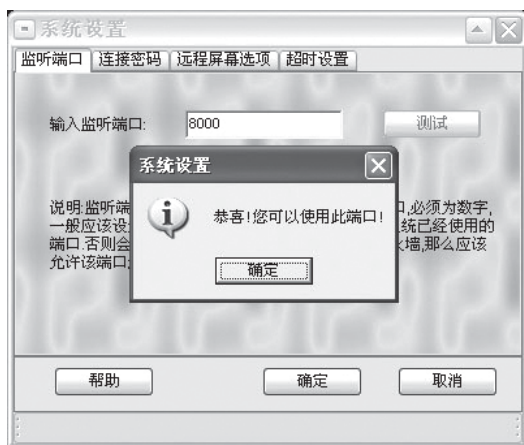 系统设置
监听端口 连接密码 远程屏幕选项 超时设置
输入监听端口: 8000 测试
系统设置
恭喜!您可以使用此端口!
确定
说明:监听端 口,必须为数字,
一般应该设 统已经使用的
端口.否则会 火墙,那么应该
允许该端口
帮助 确定 取消